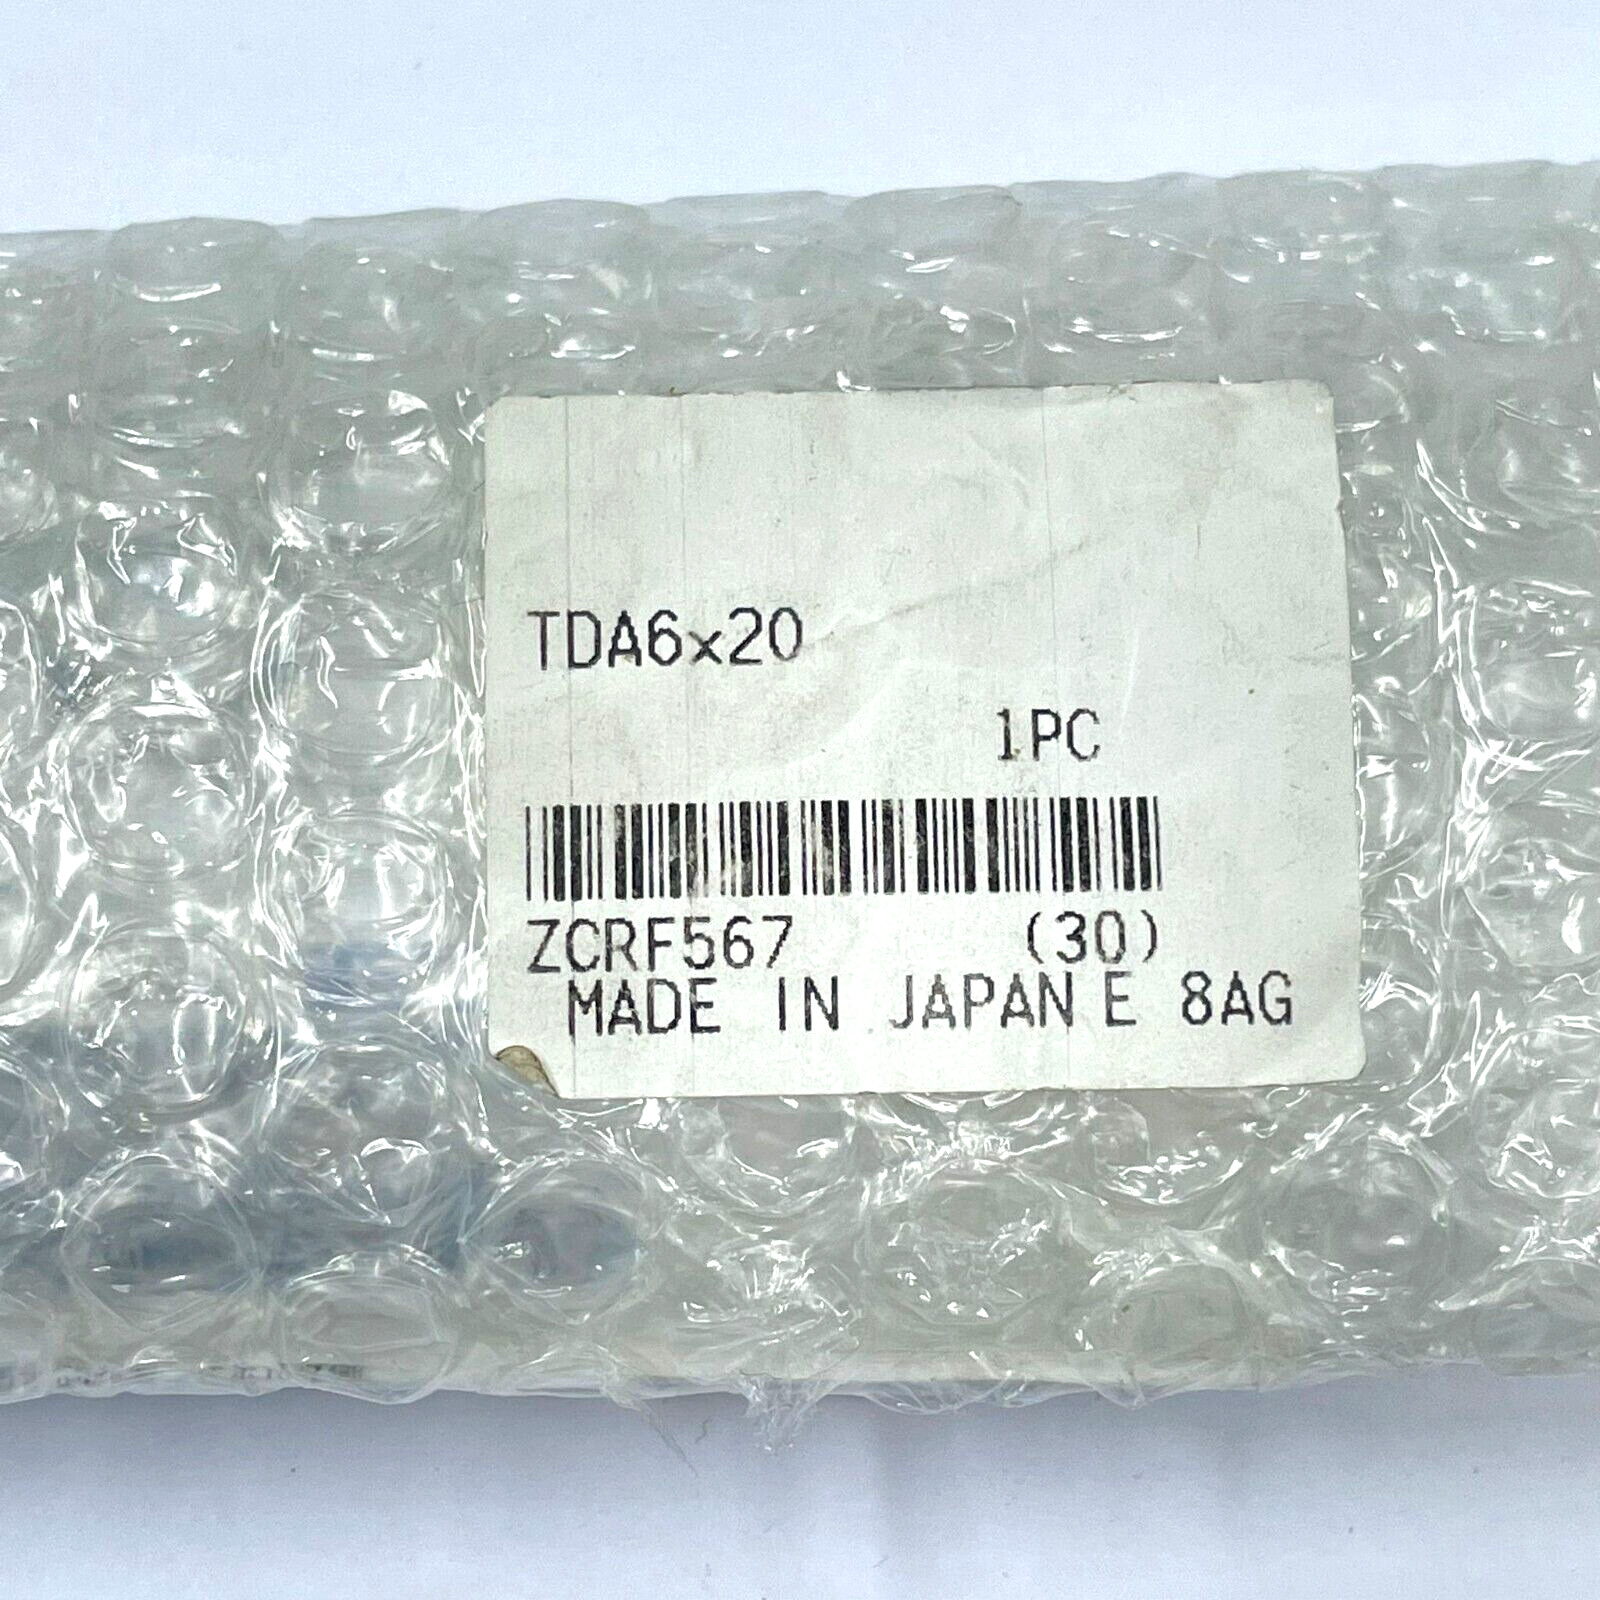 TDA6x20
1PC
ZCRF567 (30)
MADE IN JAPAN E 8AG